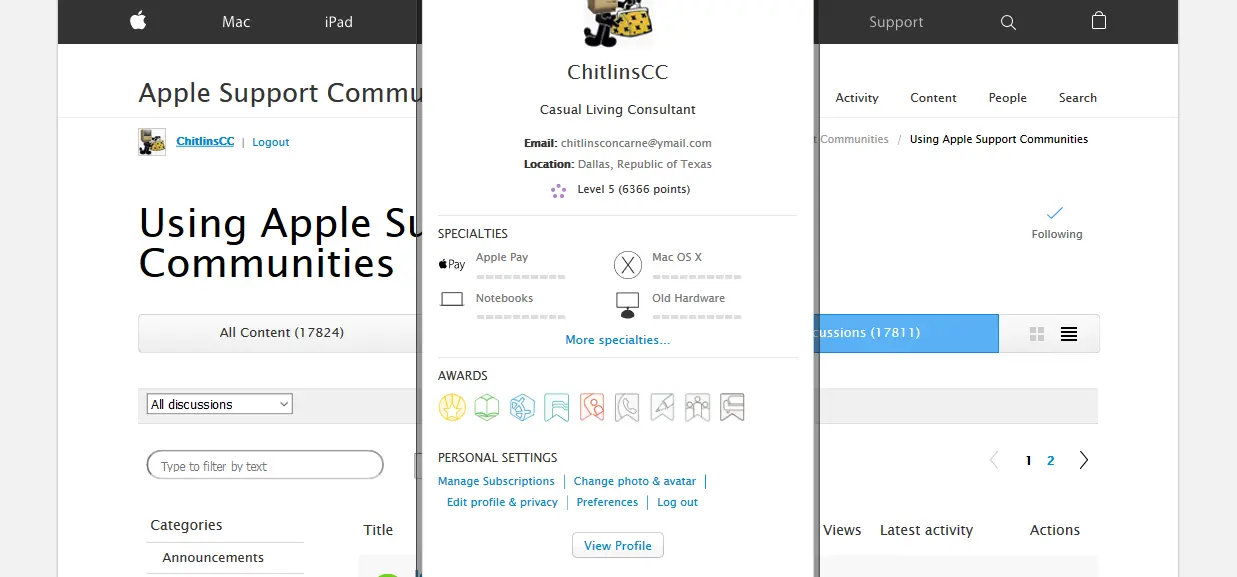 Mac
iPad
Support
ChitlinsCC
Casual Living Consultant
Email: chitlinsconcarne@ymail.com
Location: Dallas, Republic of Texas
Level 5 (6366 points)
SPECIALTIES
Pay
Apple Pay
Mac OS X
Notebooks
Old Hardware
More specialties...
AWARDS
PERSONAL SETTINGS
Manage Subscriptions
Change photo & avatar
Edit profile & privacy
Preferences
Log out
View Profile
Apple Support Commu
Activity
Content
People
Search
ChitlinsCC | Logout
t Communities / Using Apple Support Communities
Using Apple Su
Communities
Following
All Content (17824)
cussions (17811)
All discussions
Type to filter by text
1
2
Categories
Announcements
Title
Views
Latest activity
Actions